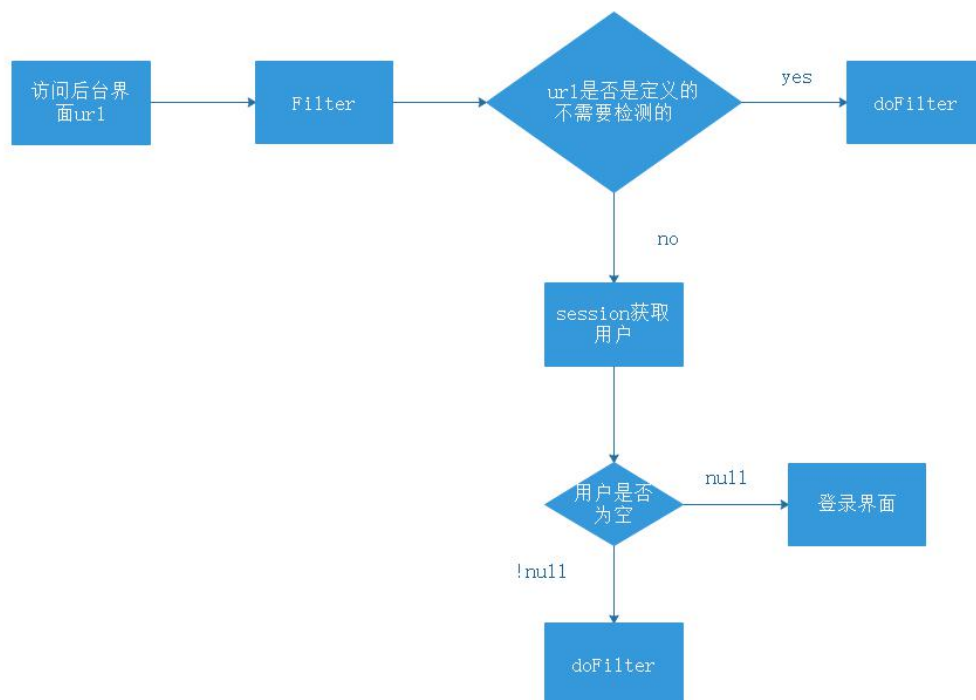 访问后台界
面url
Filter
url是否是定义的
不需要检测的
yes
doFilter
no
session获取
用户
用户是否
为空
null
登录界面
!null
doFilter